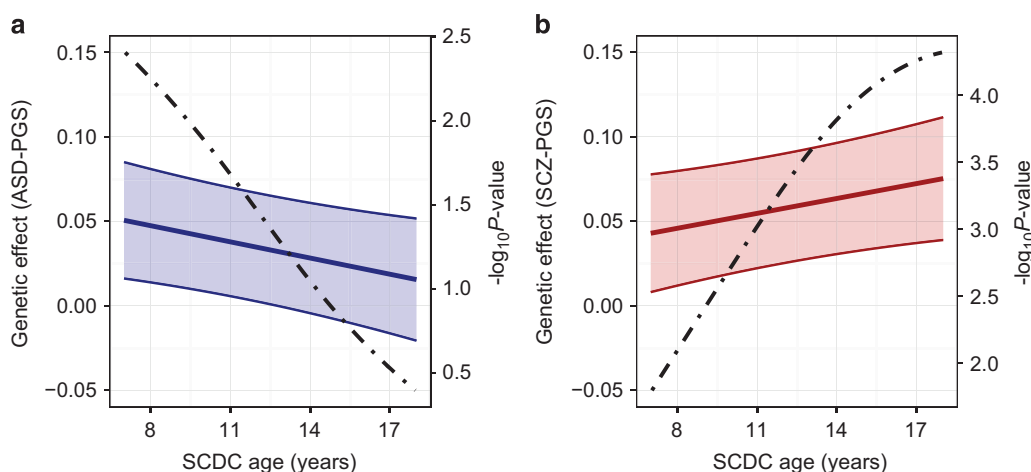 a
Genetic effect (ASD-PGS)
0.15
0.10
0.05
0.00
−0.05
2.5
2.0
1.5
1.0
0.5
-log10P-value
8 11 14 17
SCDC age (years)
b
Genetic effect (SCZ-PGS)
0.15
0.10
0.05
0.00
−0.05
4.0
3.5
3.0
2.5
2.0
-log10P-value
8 11 14 17
SCDC age (years)